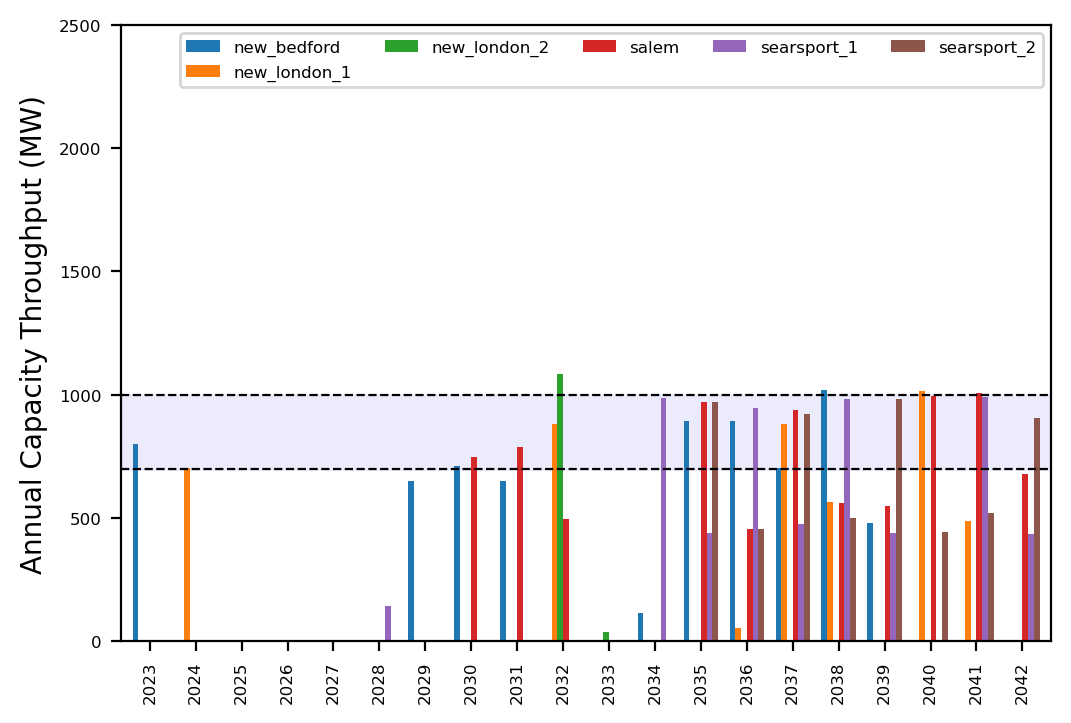 Annual Capacity Throughput (MW)
2500
2000
1500
1000
500
0
new_bedford new_london_2 salem searsport_1 searsport_2
new_london_1
2023 2024 2025 2026 2027 2028 2029 2030 2031 2032 2033 2034 2035 2036 2037 2038 2039 2040 2041 2042